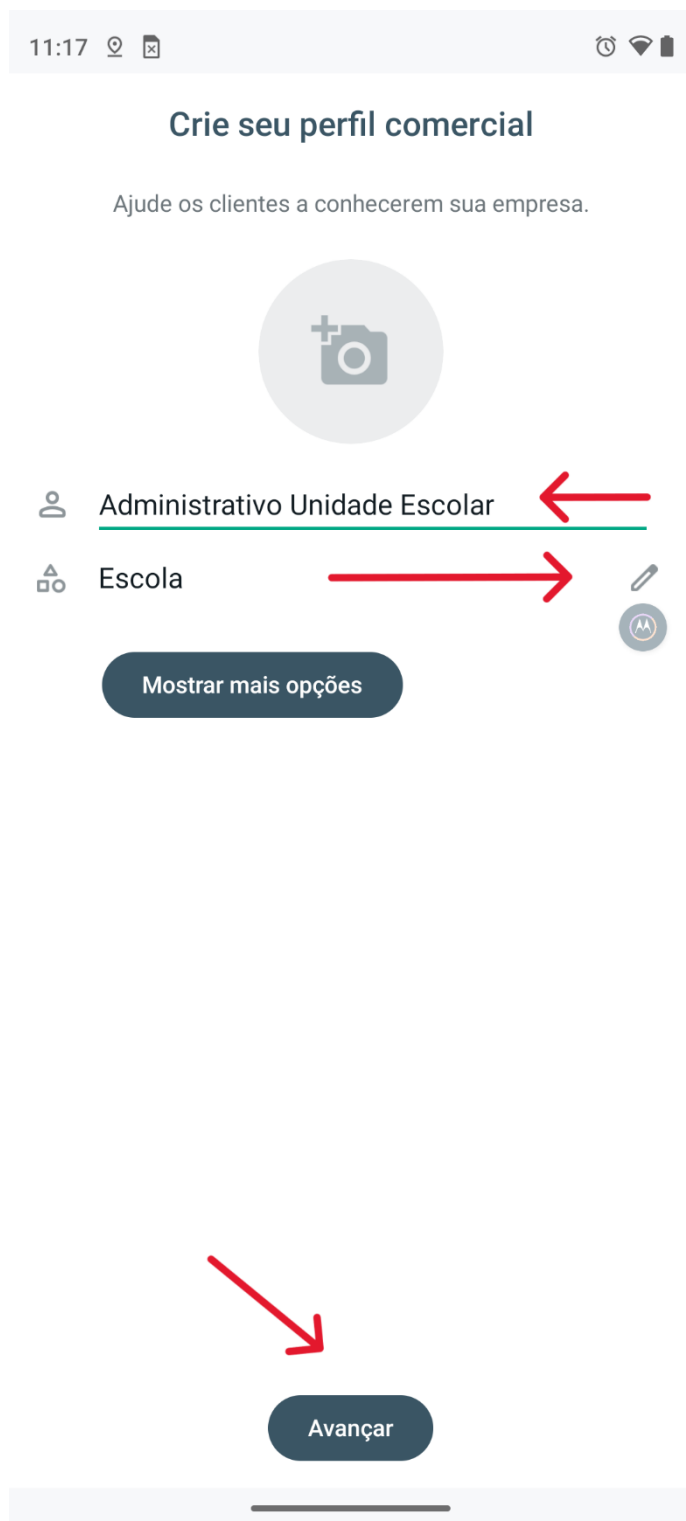 11:17
Crie seu perfil comercial
Ajude os clientes a conhecerem sua empresa.
Administrativo Unidade Escolar
Escola
Mostrar mais opções
Avançar